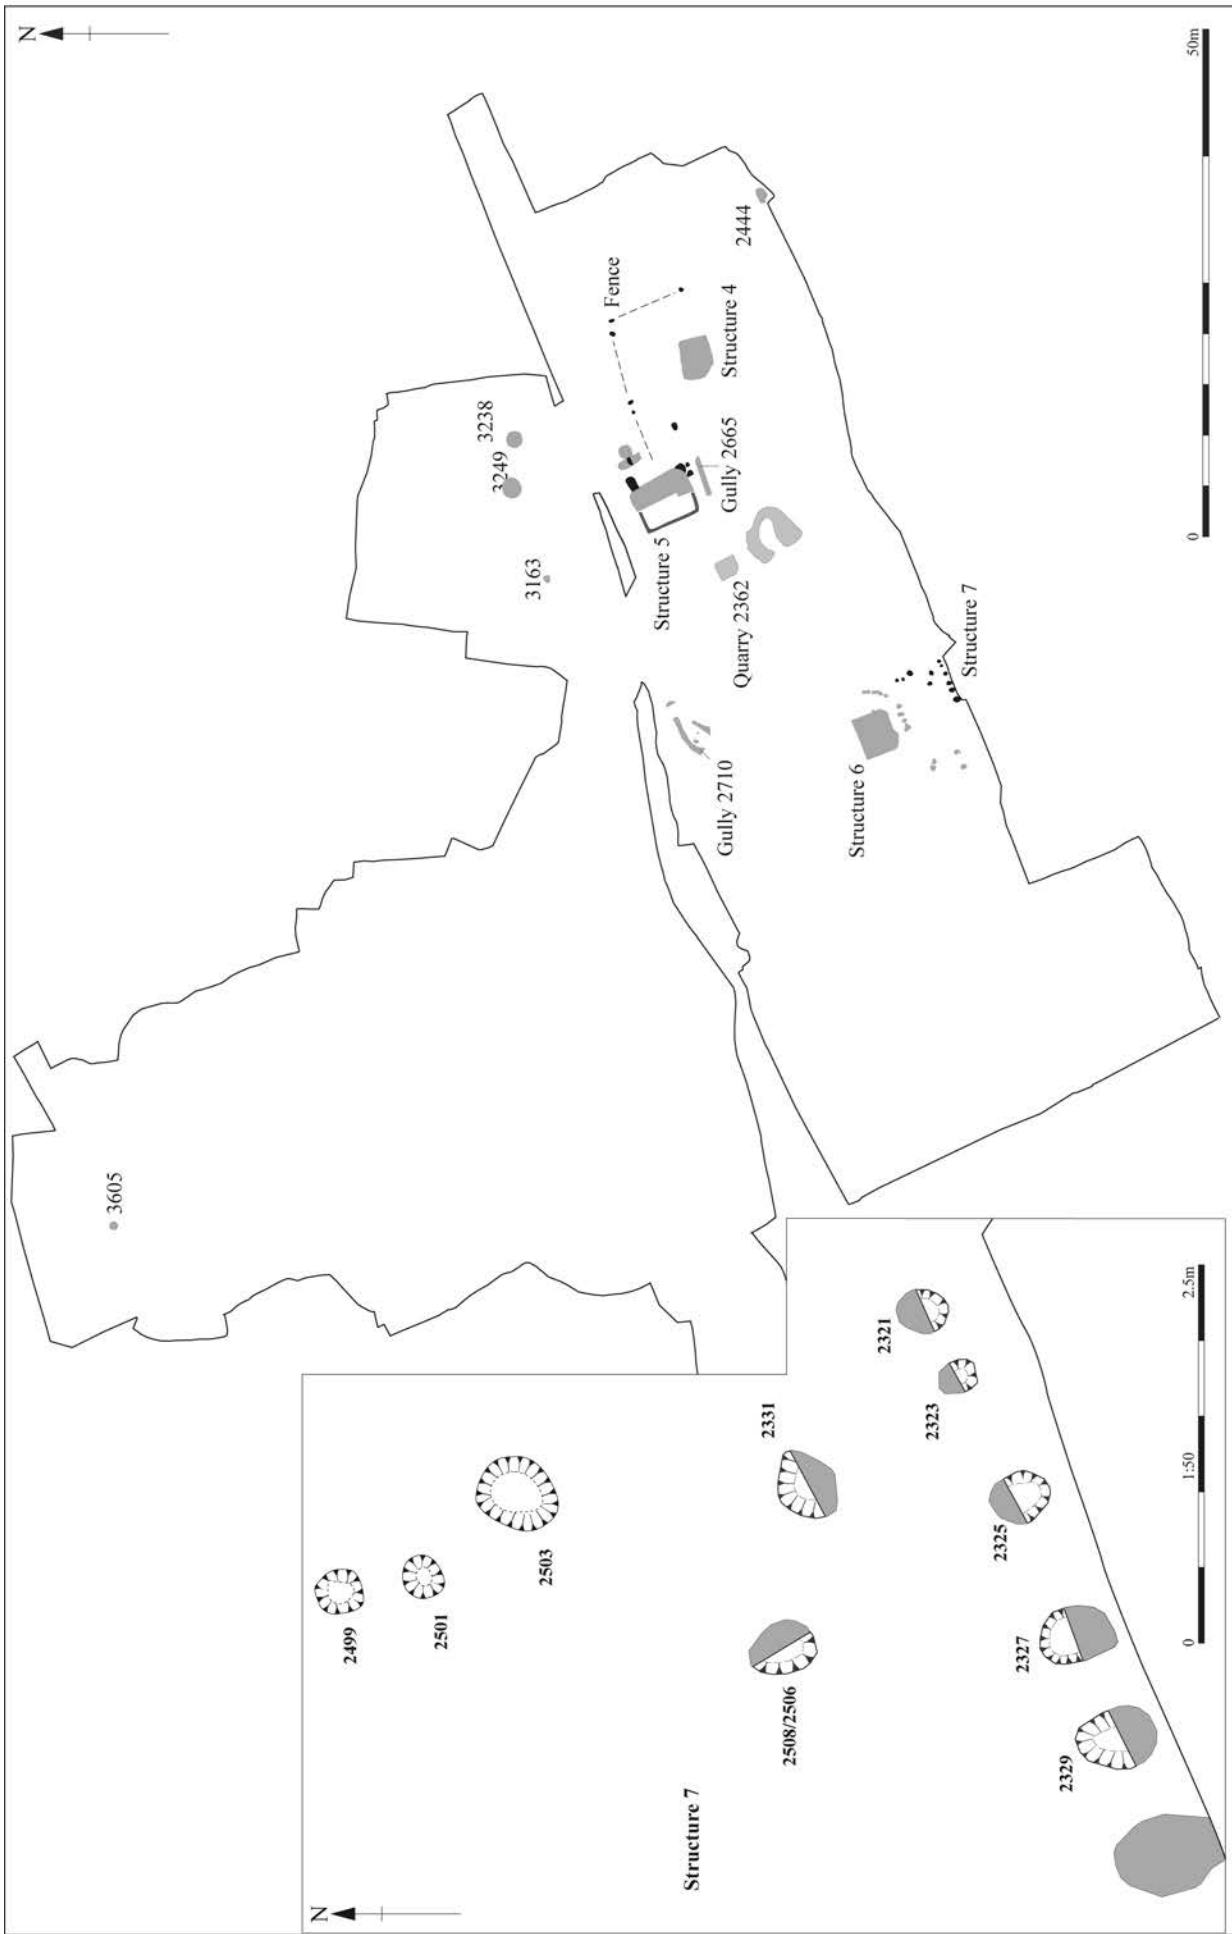 N
50m
0
3605
3249
3238
3163
Fence
2444
Structure 4
Gully 2665
Structure 5
Quarry 2362
Gully 2710
Structure 6
Structure 7
N
Structure 7
2499
2501
2503
2331
2508/2506
2321
2323
2325
2327
2329
0
1:50
2.5m